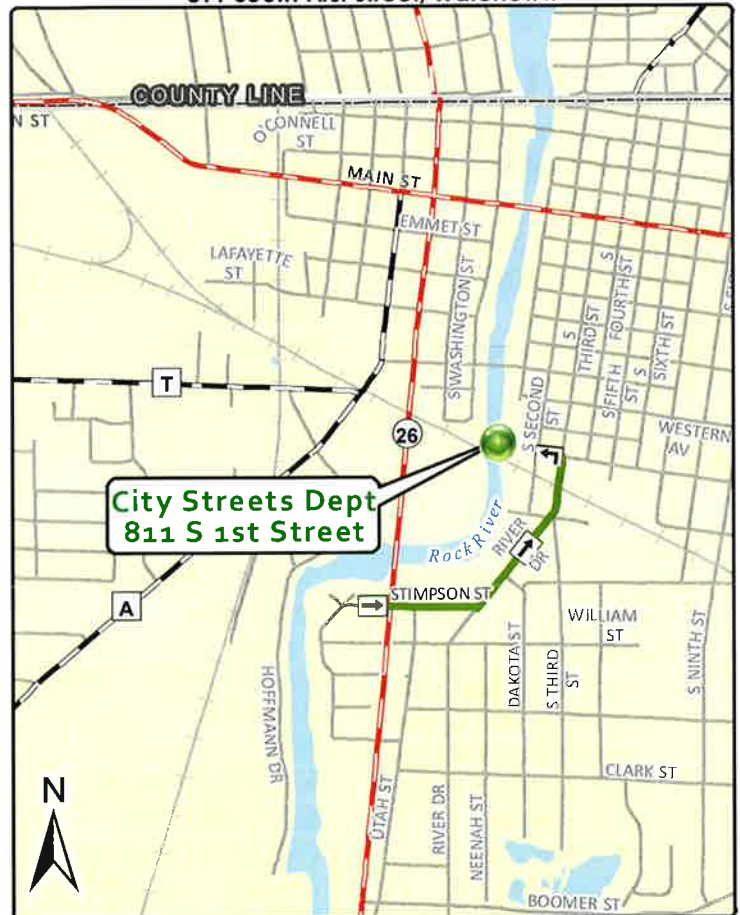 COUNTY LINE
N ST
O'CONNELL
ST
MAIN ST
EMMET ST
LAFAYETTE
ST
S WASHINGTON ST
S
THIRD ST
S
FOURTH ST
S FIFTH
ST
S
SIXTH ST
T
26
S SECOND
ST
WESTERN
AV
City Streets Dept
811 S 1st Street
Rock River
RIVER
DR
STIMPSON ST
A
WILLIAM
ST
DAKOTA ST
S THIRD
ST
S NINTH ST
HOFFMANN DR
CLARK ST
UTAH ST
RIVER DR
NEENAH ST
N
BOOMER ST